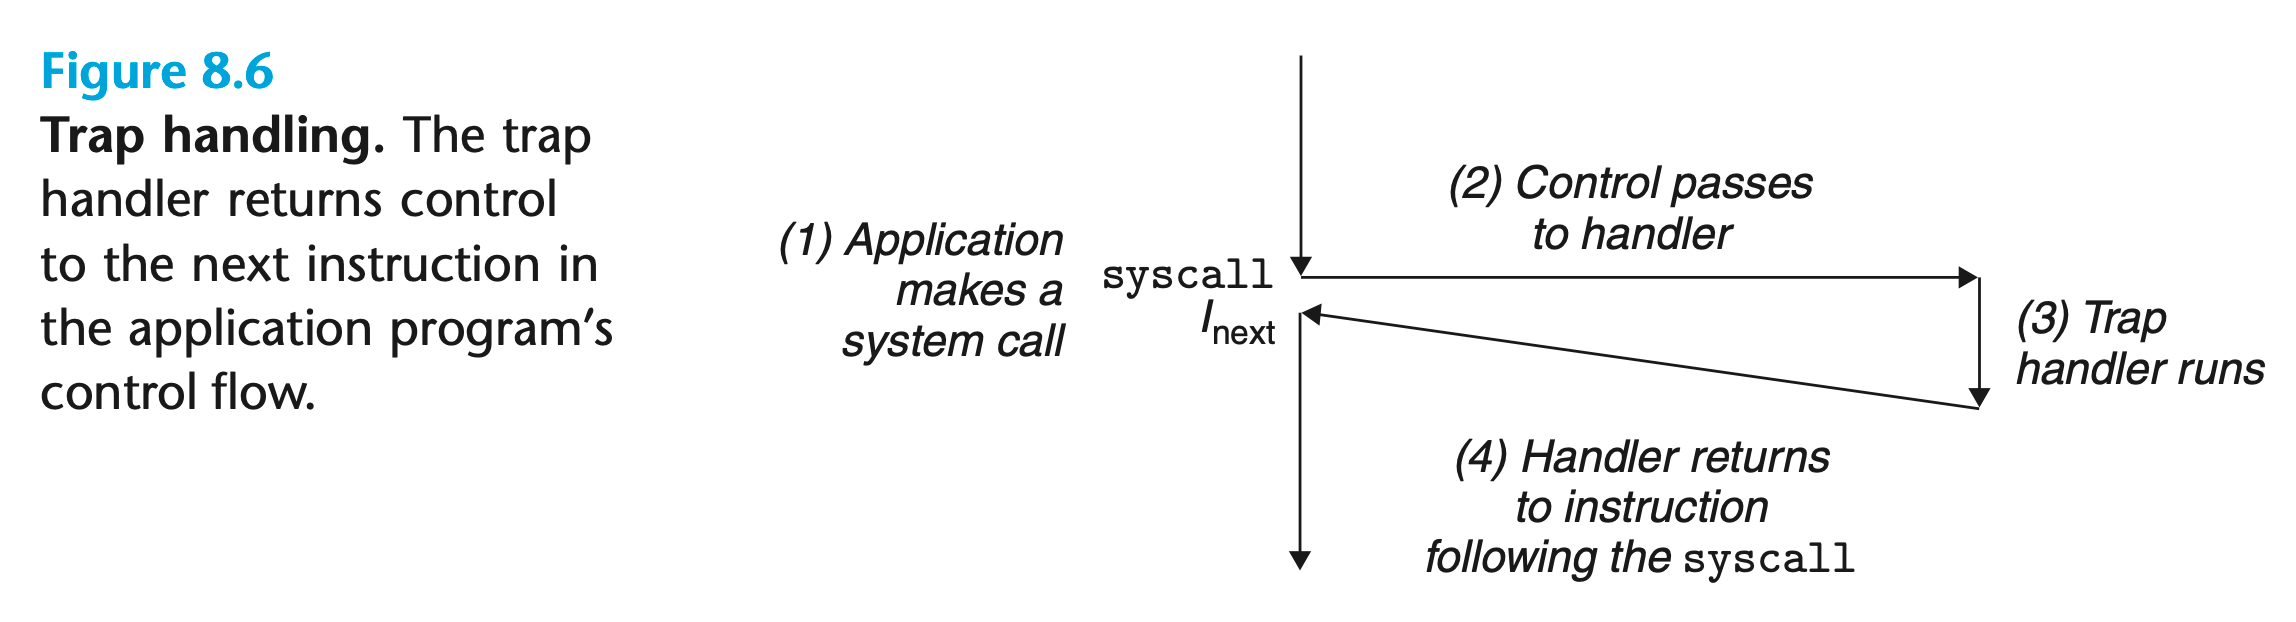 Figure 8.6
Trap handling. The trap
handler returns control
to the next instruction in
the application program’s
control flow.
(1) Application
makes a
system call
syscall
Inext
(2) Control passes
to handler
(3) Trap
handler runs
(4) Handler returns
to instruction
following the syscall